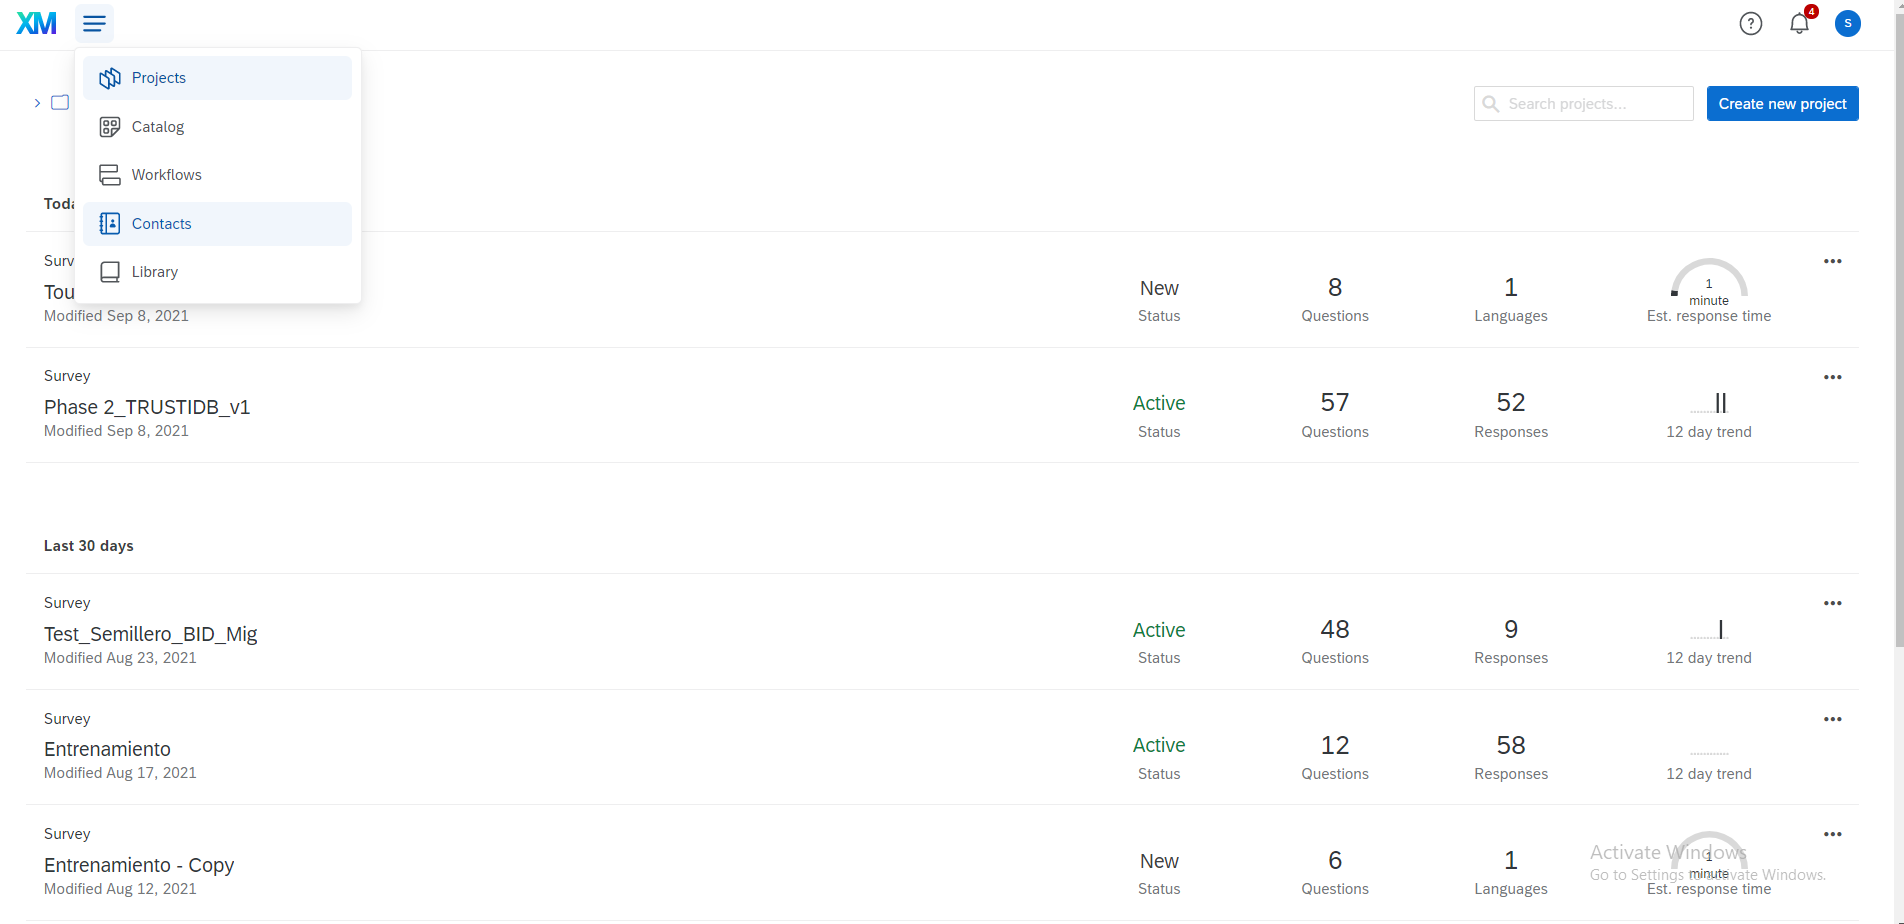 XM
4
S
Projects
Catalog
Workflows
Contacts
Library
Search projects...
Create new project
Survey
Modified Sep 8, 2021
New
Status
8
Questions
1
Languages
1
minute
Est. response time
Survey
Phase 2_TRUSTIDB_v1
Modified Sep 8, 2021
Active
Status
57
Questions
52
Responses
12 day trend
Last 30 days
Survey
Test_Semillero_BID_Mig
Modified Aug 23, 2021
Active
Status
48
Questions
9
Responses
12 day trend
Survey
Entrenamiento
Modified Aug 17, 2021
Active
Status
12
Questions
58
Responses
12 day trend
Survey
Entrenamiento - Copy
Modified Aug 12, 2021
New
Status
6
Questions
1
Languages
1
minute
Est. response time
Activate Windows
Go to Settings to activate Windows.